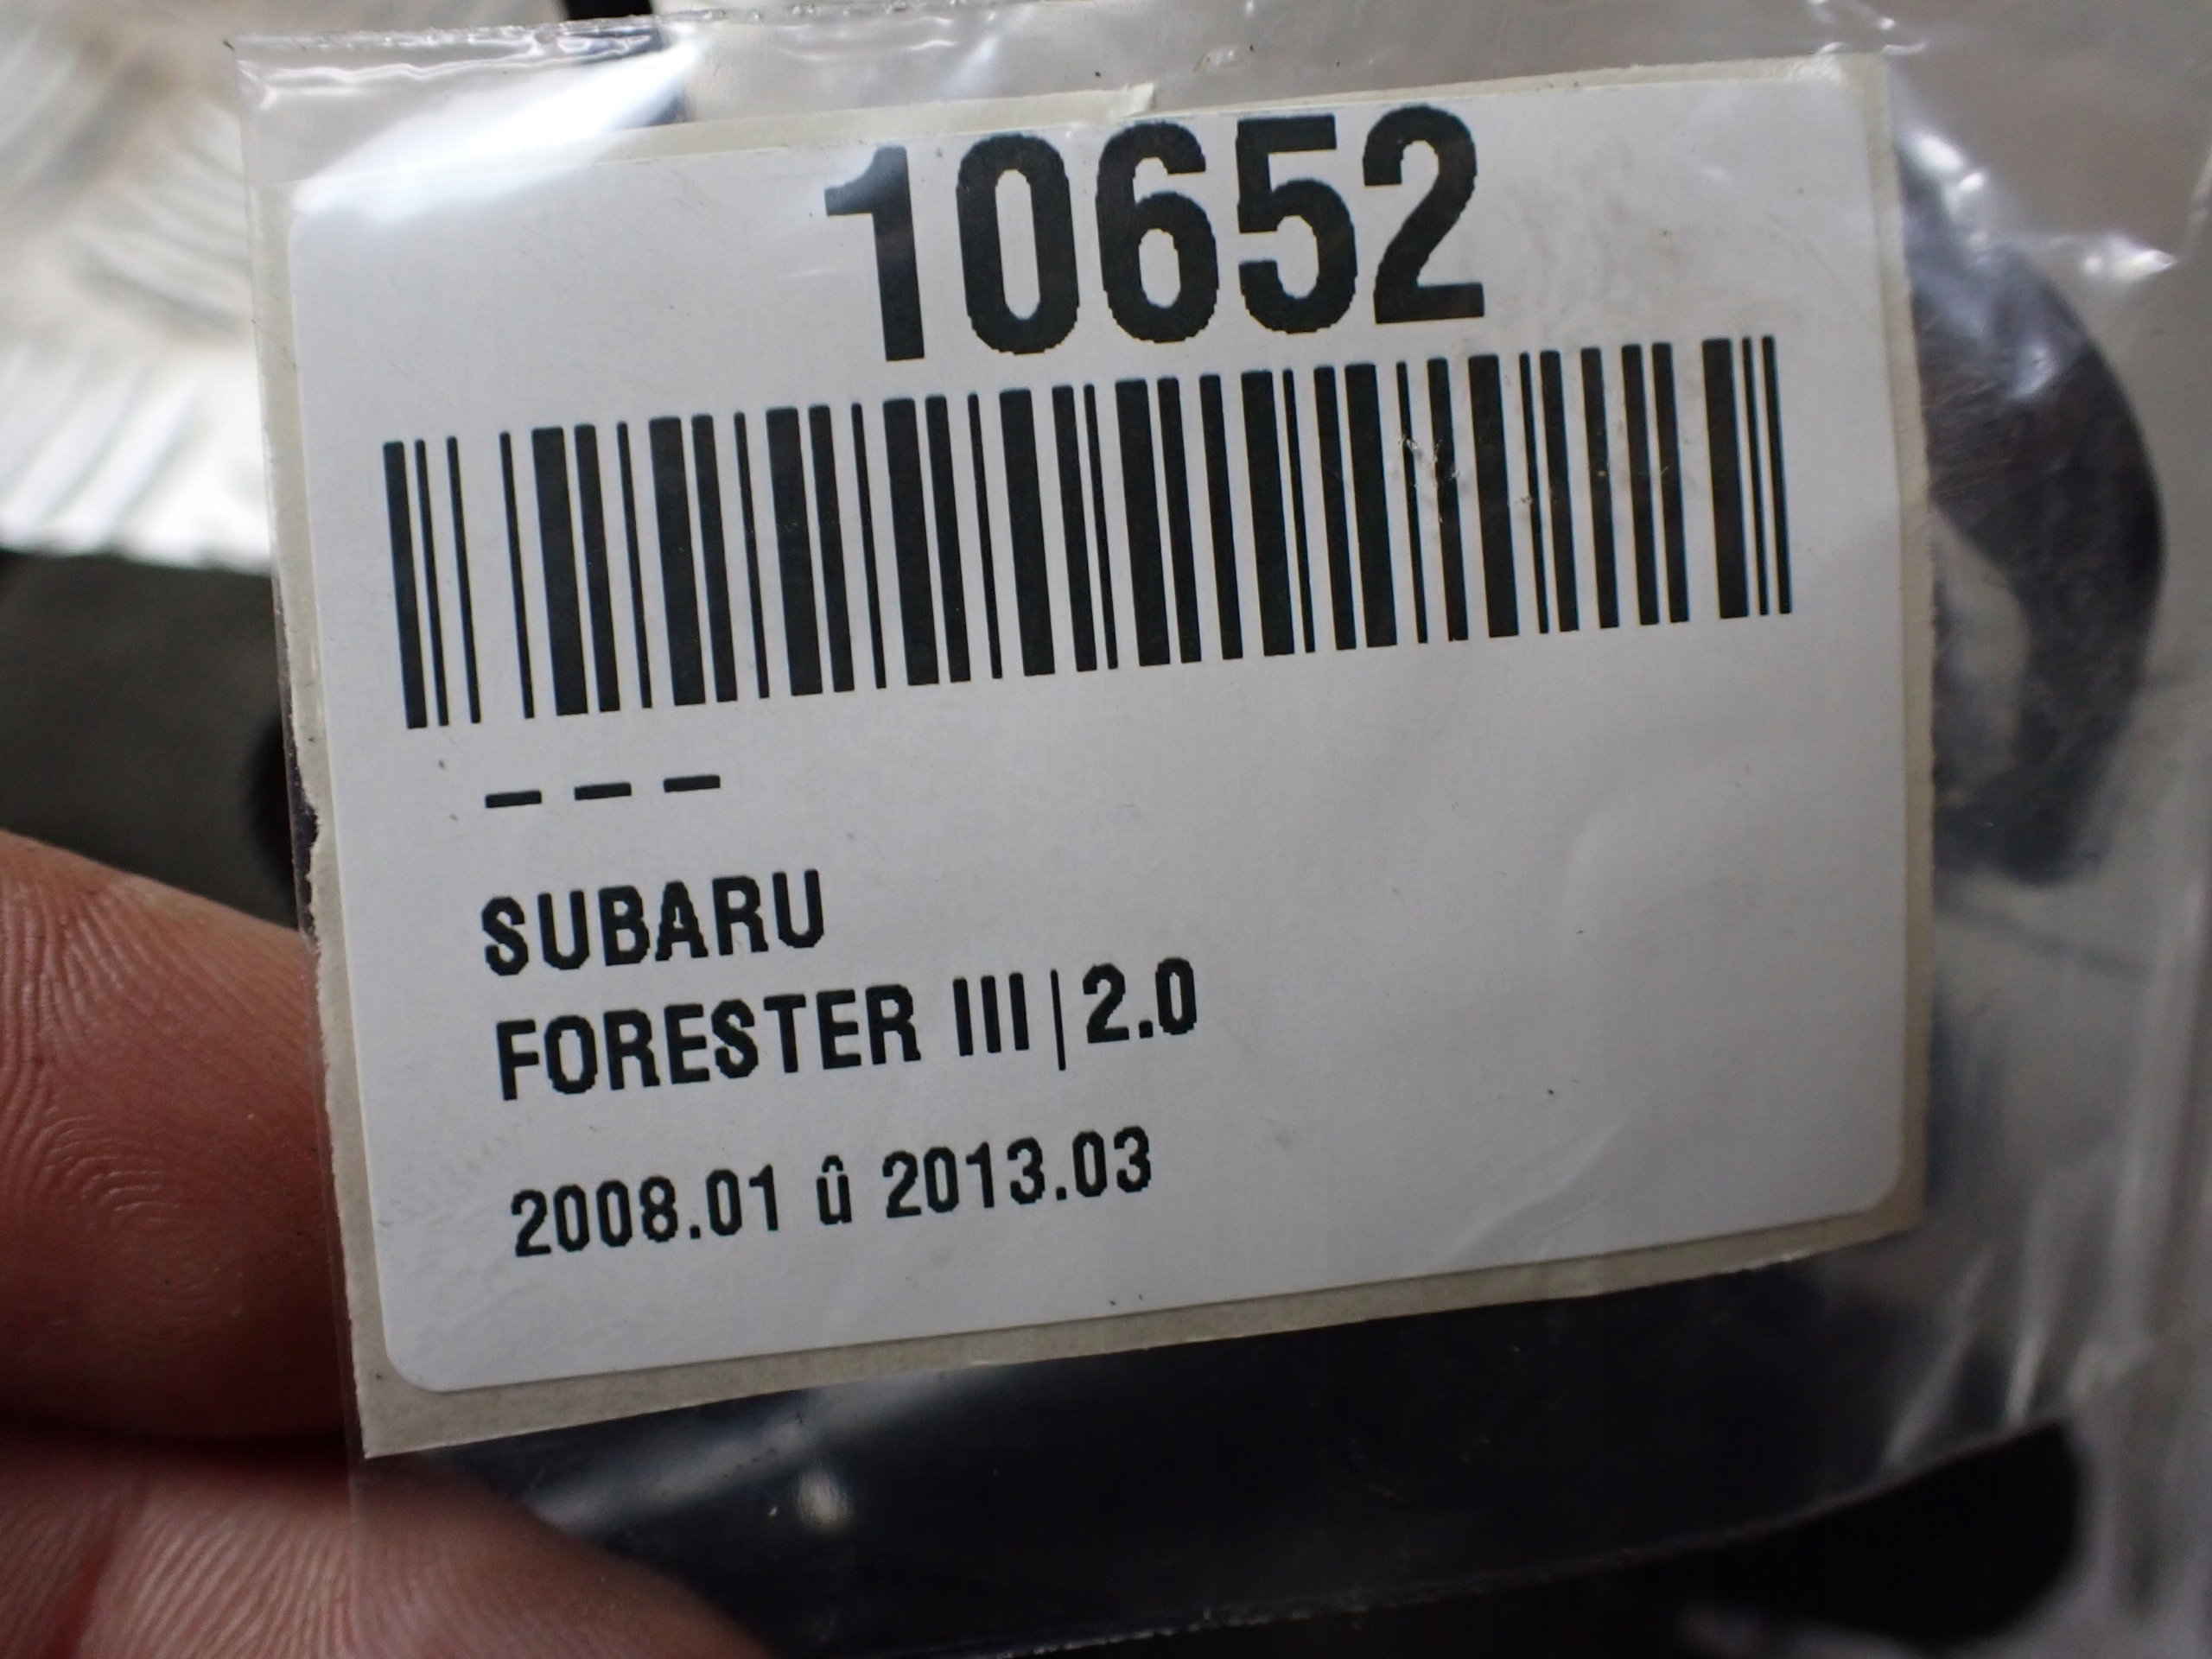 10652
– – –
SUBARU
FORESTER III|2.0
2008.01 û 2013.03